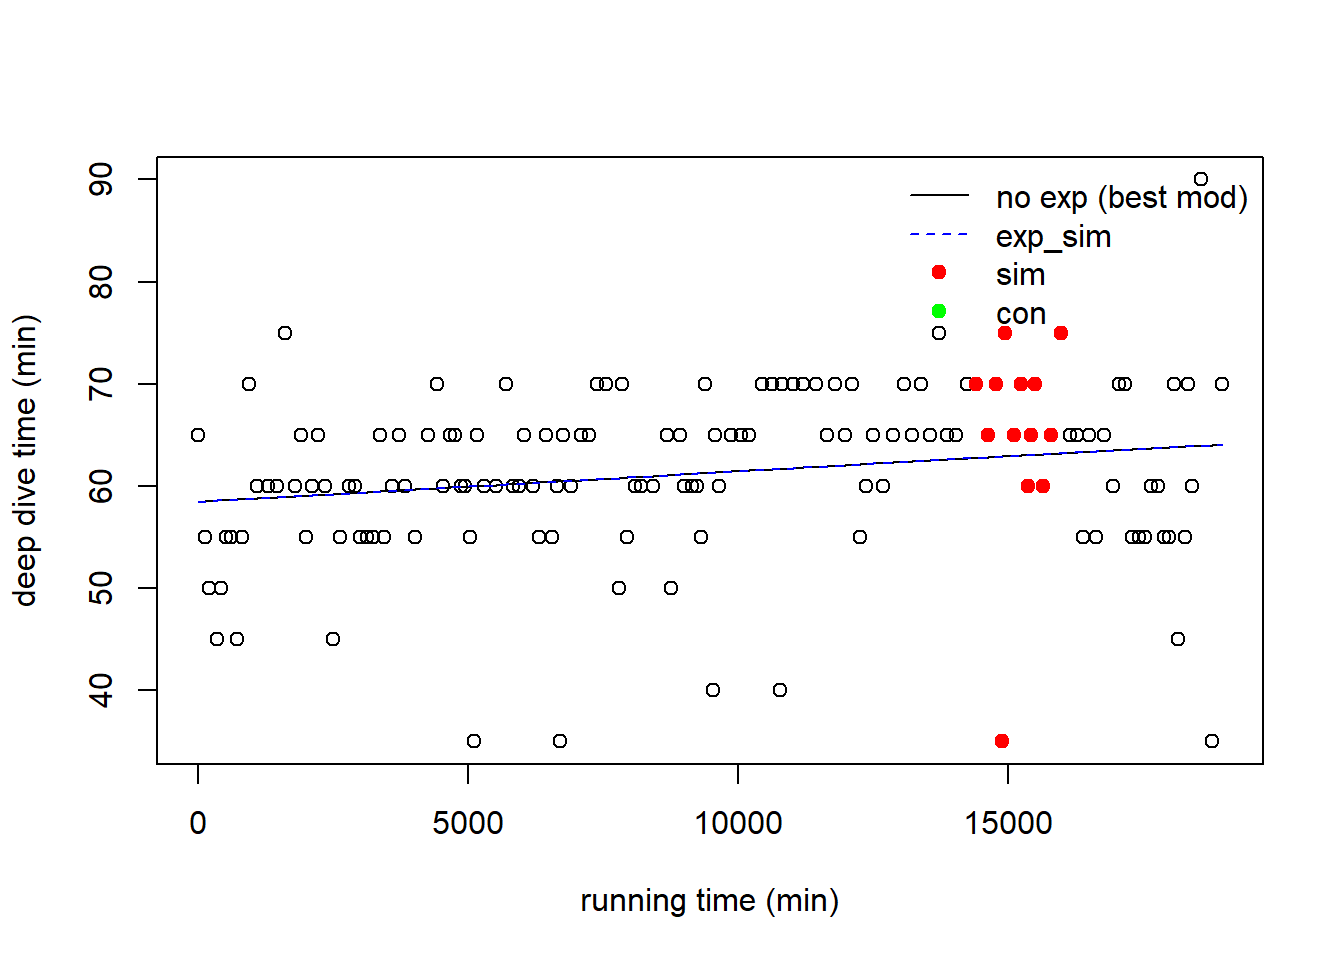 90
80
70
60
50
40
deep dive time (min)
no exp (best mod)
exp_sim
sim
con
0 5000 10000 15000
running time (min)